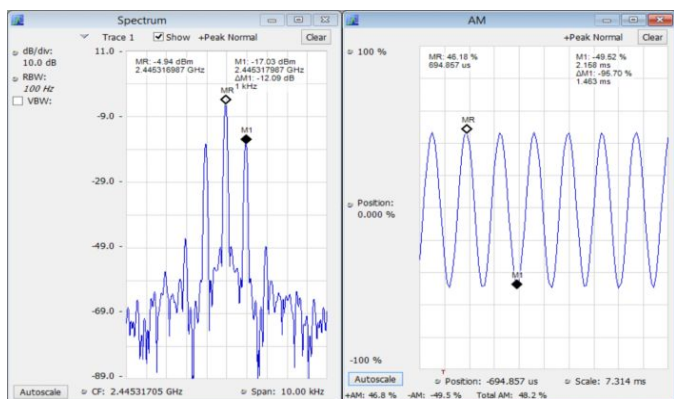 Spectrum
Trace 1 Show +Peak Normal Clear
dB/div:
10.0 dB
RBW:
100 Hz
VBW:
11.0
-9.0
-29.0
-49.0
-69.0
-89.0
MR: -4.94 dBm
2.445316987 GHz
M1: -17.03 dBm
2.445317987 GHz
ΔM1: -12.09 dB
1 kHz
MR
M1
Autoscale CF: 2.44531705 GHz Span: 10.00 kHz
AM
+Peak Normal Clear
100 %
Position:
0.000 %
-100 %
MR: 46.18 %
694.857 us
M1: -49.52 %
2.158 ms
ΔM1: -95.70 %
1.463 ms
MR
M1
T
Autoscale Position: -694.857 us Scale: 7.314 ms
+AM: 46.8 % -AM: -49.5 % Total AM: 48.2 %